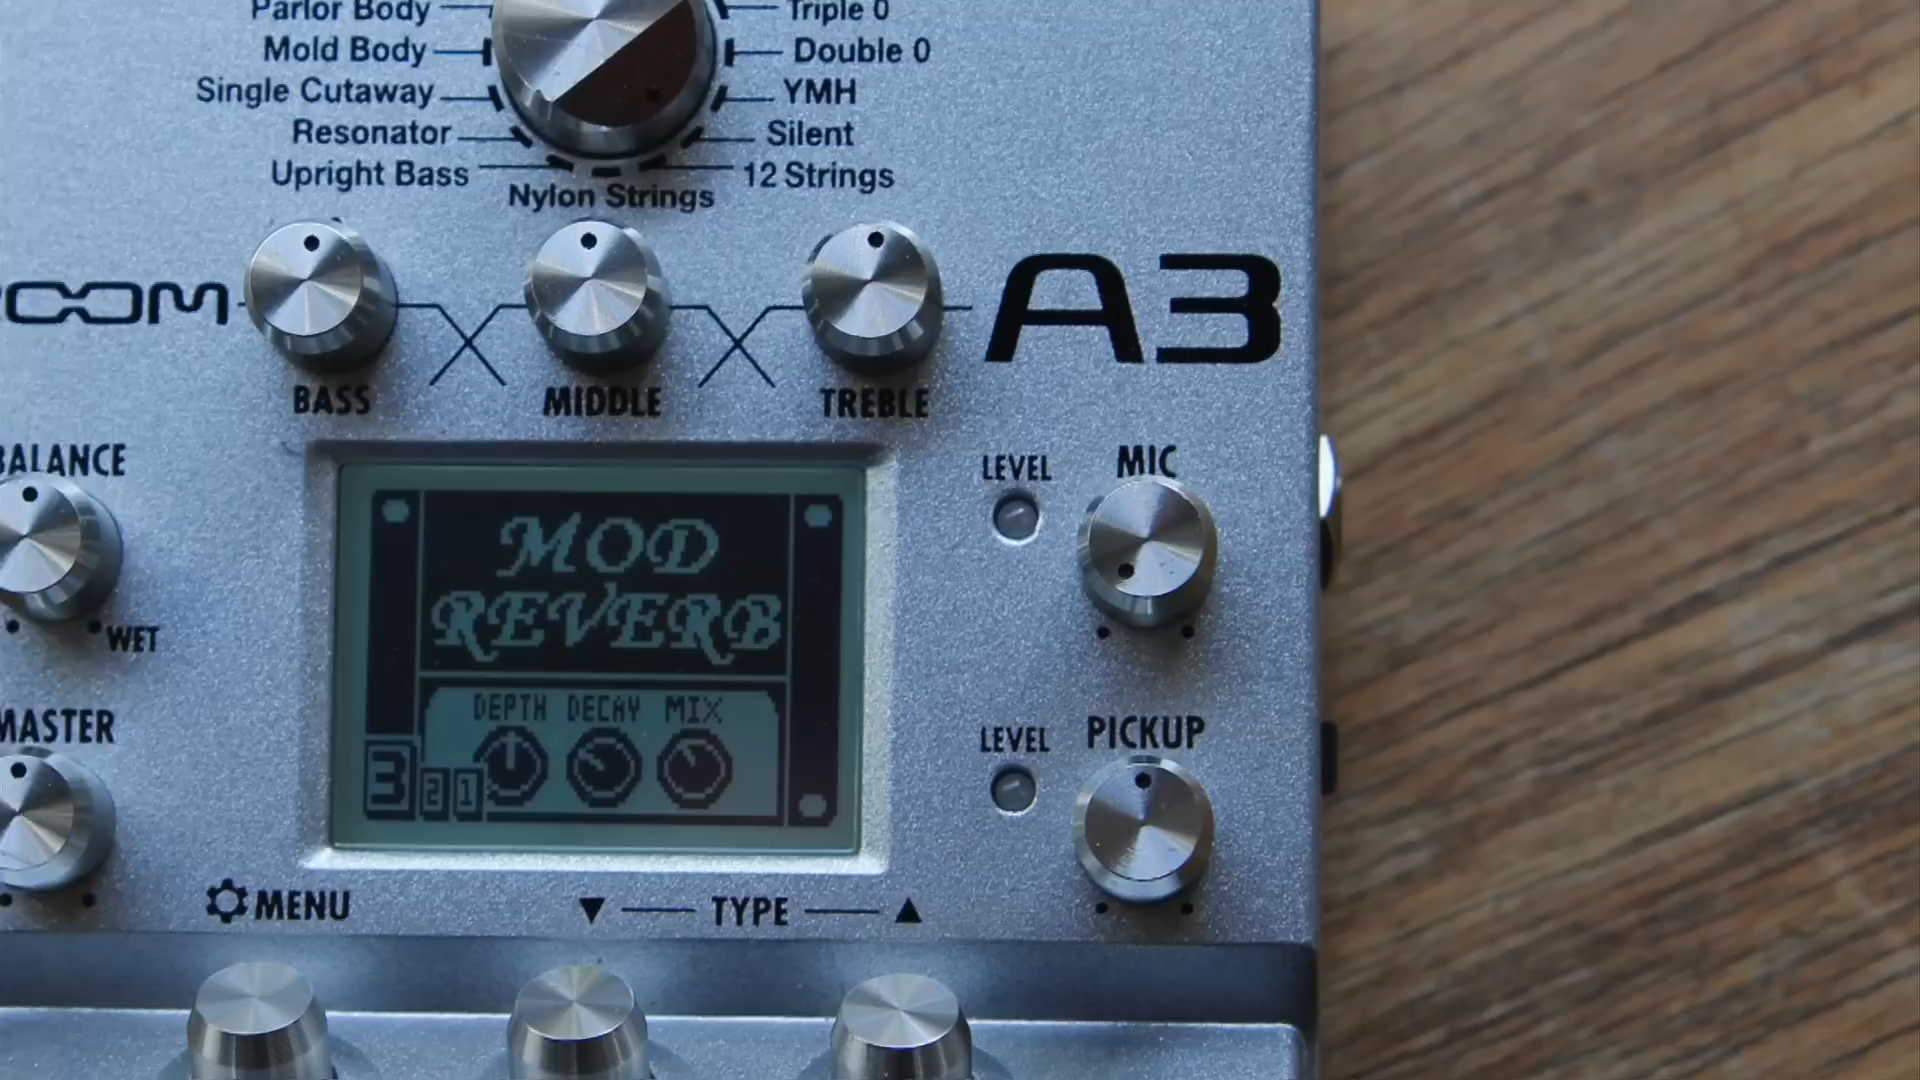 Parlor Body
Triple 0
Mold Body
Double 0
Single Cutaway
YMH
Resonator
Silent
Upright Bass
12 Strings
Nylon Strings
ZOOM
A3
BASS
MIDDLE
TREBLE
BALANCE
LEVEL
MIC
WET
MOD
REVERB
DEPTH DECAY MIX
3 2 1
MASTER
LEVEL
PICKUP
MENU
▼ TYPE ▲